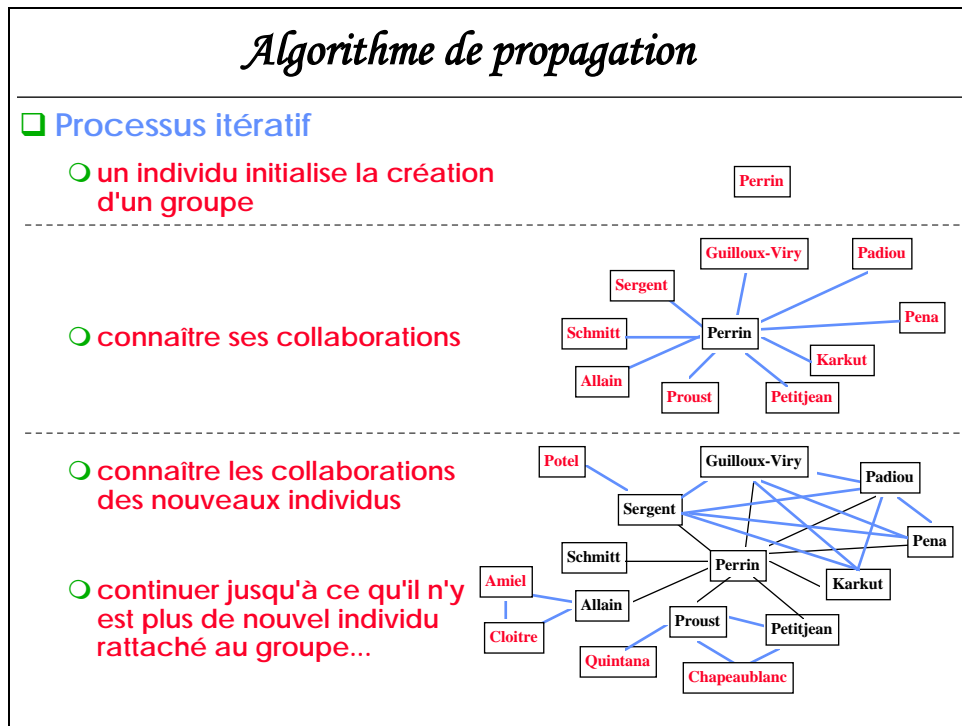 Algorithme de propagation
Processus itératif
un individu initialise la création
d'un groupe
Perrin
connaître ses collaborations
Guilloux-Viry
Padiou
Sergent
Pena
Schmitt
Perrin
Karkut
Allain
Proust
Petitjean
connaître les collaborations
des nouveaux individus
continuer jusqu'à ce qu'il n'y
est plus de nouvel individu
rattaché au groupe...
Potel
Guilloux-Viry
Padiou
Sergent
Pena
Schmitt
Perrin
Amiel
Karkut
Allain
Proust
Petitjean
Cloitre
Quintana
Chapeaublanc